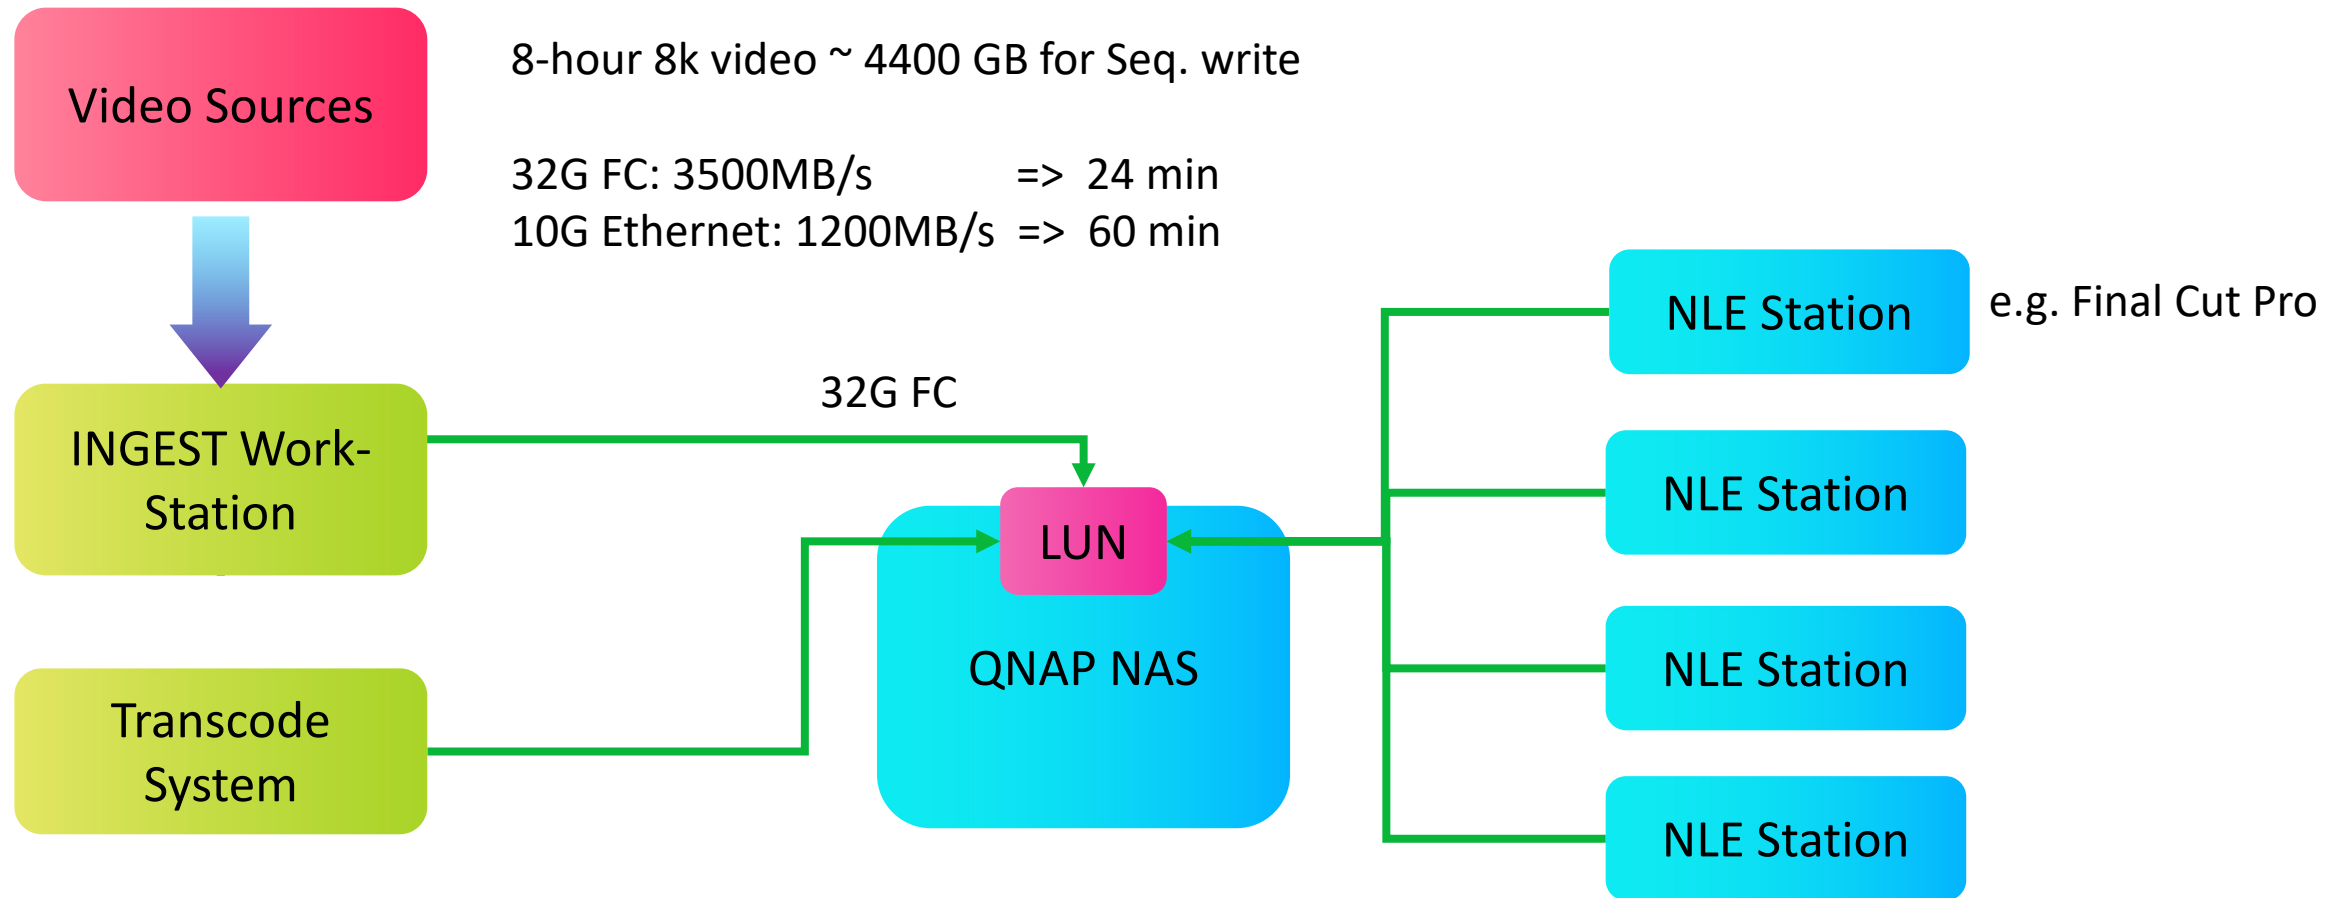 Video Sources
8-hour 8k video ~ 4400 GB for Seq. write
32G FC: 3500MB/s => 24 min
10G Ethernet: 1200MB/s => 60 min
NLE Station
e.g. Final Cut Pro
32G FC
INGEST Work-
Station
NLE Station
LUN
QNAP NAS
NLE Station
Transcode
System
NLE Station